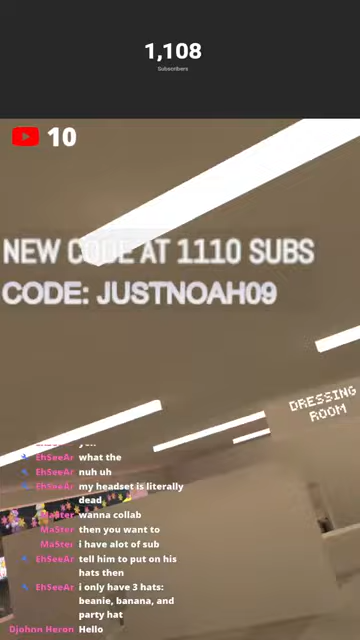 1,108
Subscribers
10
NEW CODE AT 1110 SUBS
CODE: JUSTNOAH09
DRESSING
ROOM
EhSeeAr what the
EhSeeAr nuh uh
EhSeeAr my headset is literally
dead
Ma5ter wanna collab
Ma5ter then you want to
Ma5ter i have alot of sub
EhSeeAr tell him to put on his
hats then
EhSeeAr i only have 3 hats:
beanie, banana, and
party hat
Djohnn Heron Hello